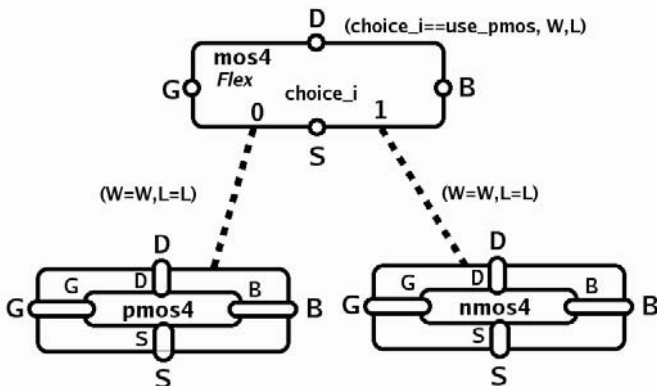 D (choice_i==use_pmos, W,L)
mos4
Flex
G
B
choice_i
0 1
S
(W=W,L=L) (W=W,L=L)
D D
G D B G D B
G pmos4 B G nmos4 B
S S
S S